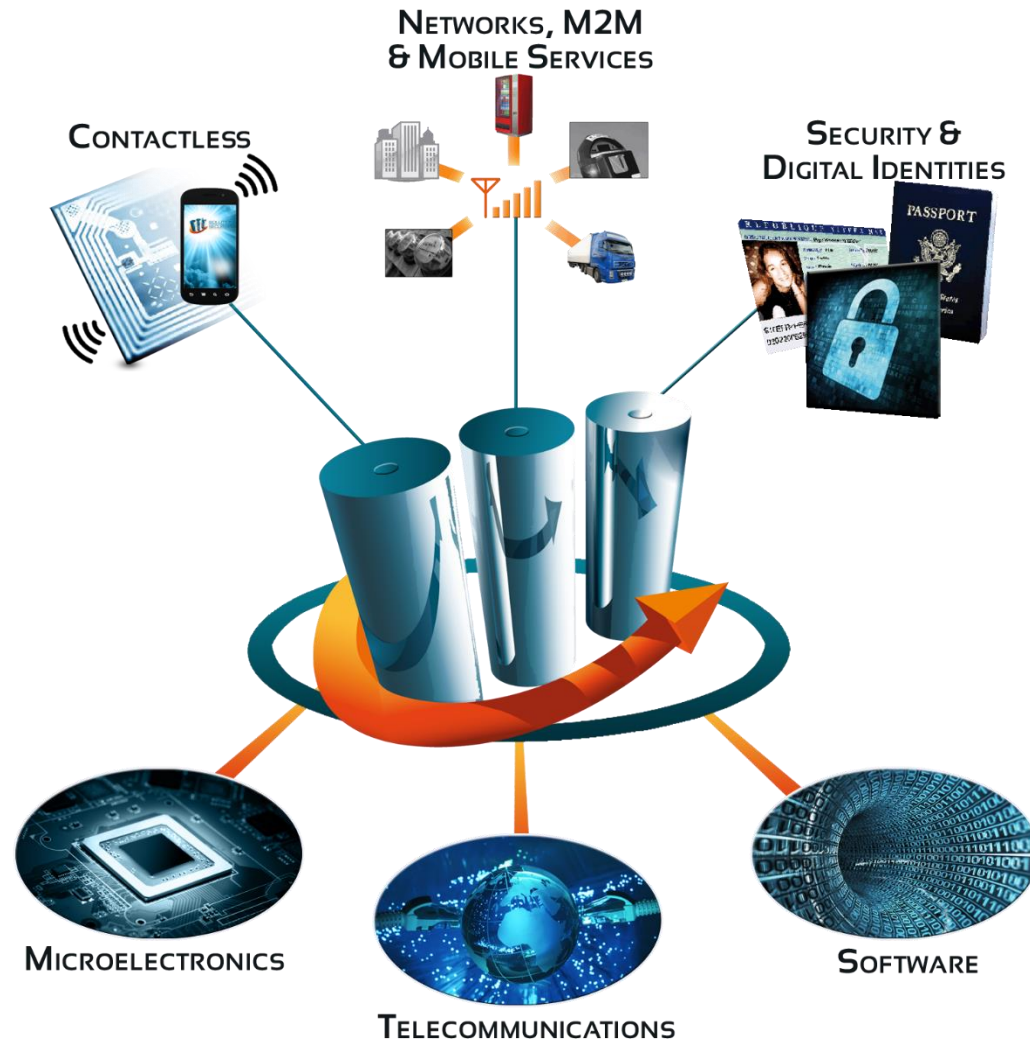 NETWORKS, M2M
& MOBILE SERVICES
CONTACTLESS
SECURITY &
DIGITAL IDENTITIES
PASSPORT
MICROELECTRONICS
TELECOMMUNICATIONS
SOFTWARE